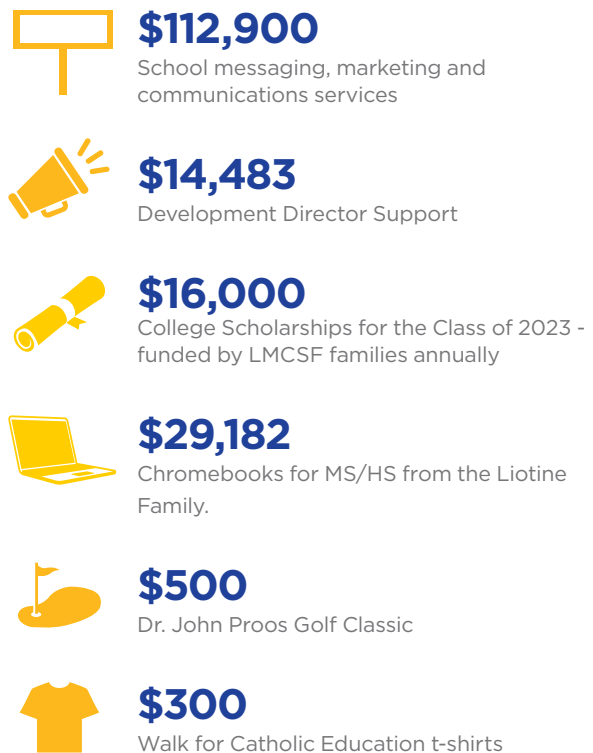 $112,900
School messaging, marketing and
communications services
$14,483
Development Director Support
$16,000
College Scholarships for the Class of 2023 -
funded by LMCSF families annually
$29,182
Chromebooks for MS/HS from the Liotine
Family.
$500
Dr. John Proos Golf Classic
$300
Walk for Catholic Education t-shirts